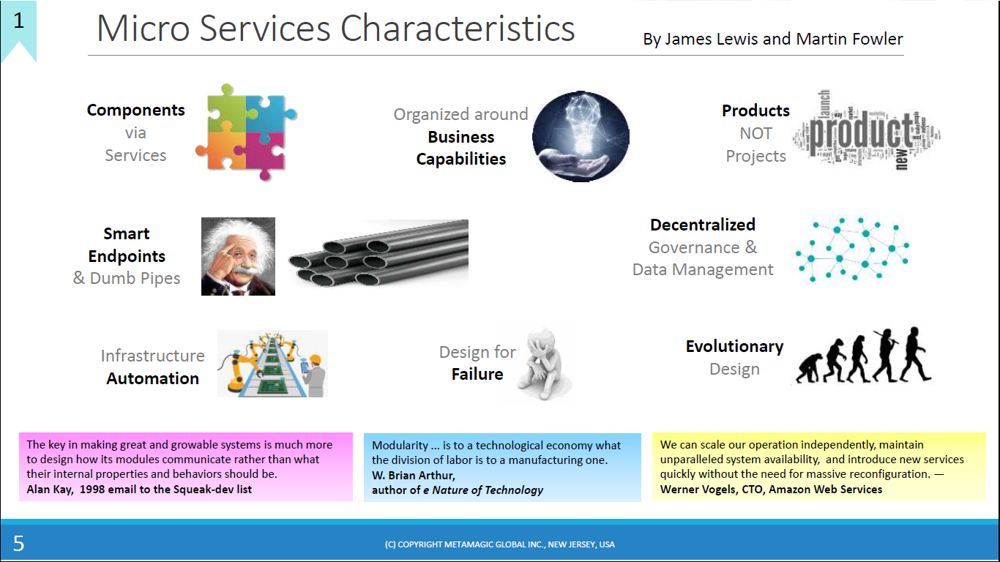 1
Micro Services Characteristics
By James Lewis and Martin Fowler
Components
via
Services
Organized around
Business
Capabilities
Products
NOT
Projects
launch
market
product
new
Smart
Endpoints
& Dumb Pipes
Decentralized
Governance &
Data Management
Infrastructure
Automation
Design for
Failure
Evolutionary
Design
The key in making great and growable systems is much more
to design how its modules communicate rather than what
their internal properties and behaviors should be.
Alan Kay,  1998 email to the Squeak-dev list
Modularity ... is to a technological economy what
the division of labor is to a manufacturing one.
W. Brian Arthur,
author of e Nature of Technology
We can scale our operation independently, maintain
unparalleled system availability,  and introduce new services
quickly without the need for massive reconfiguration. —
Werner Vogels, CTO, Amazon Web Services
5
(C) COPYRIGHT METAMAGIC GLOBAL INC., NEW JERSEY, USA